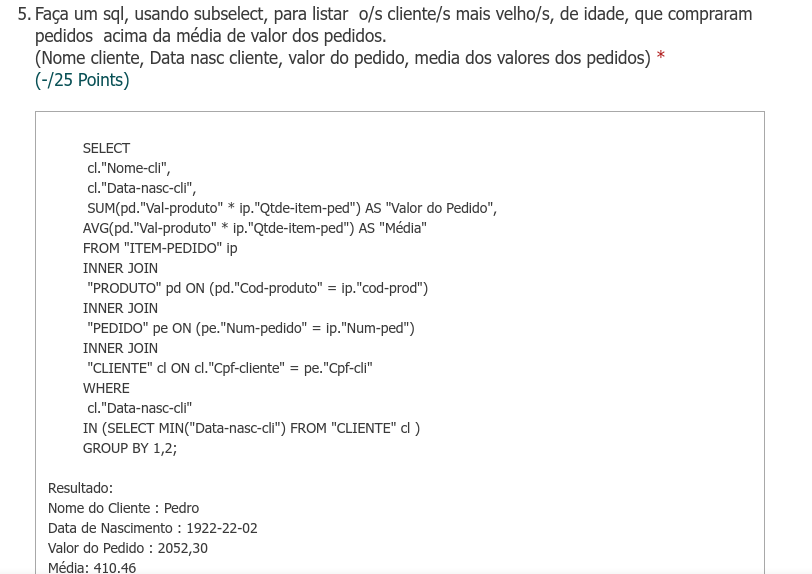 5. Faça um sql, usando subselect, para listar o/s cliente/s mais velho/s, de idade, que compraram
pedidos acima da média de valor dos pedidos.
(Nome cliente, Data nasc cliente, valor do pedido, media dos valores dos pedidos) *
(-/25 Points)
SELECT
cl."Nome-cli",
cl."Data-nasc-cli",
SUM(pd."Val-produto" * ip."Qtde-item-ped") AS "Valor do Pedido",
AVG(pd."Val-produto" * ip."Qtde-item-ped") AS "Média"
FROM "ITEM-PEDIDO" ip
INNER JOIN
"PRODUTO" pd ON (pd."Cod-produto" = ip."cod-prod")
INNER JOIN
"PEDIDO" pe ON (pe."Num-pedido" = ip."Num-ped")
INNER JOIN
"CLIENTE" cl ON cl."Cpf-cliente" = pe."Cpf-cli"
WHERE
cl."Data-nasc-cli"
IN (SELECT MIN("Data-nasc-cli") FROM "CLIENTE" cl )
GROUP BY 1,2;
Resultado:
Nome do Cliente : Pedro
Data de Nascimento : 1922-22-02
Valor do Pedido : 2052,30
Média: 410.46